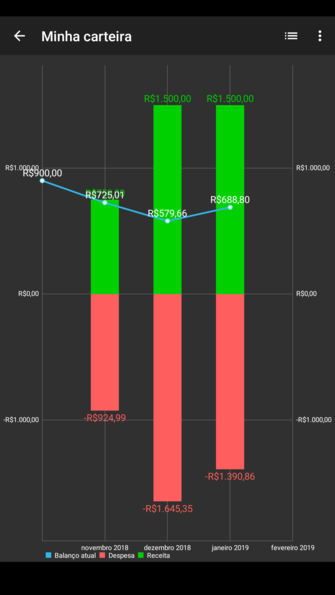 Minha carteira
R$1.500,00 R$1.500,00
R$1.000,00 R$1.000,00
R$900,00
R$725,01
R$688,80
R$579,66
R$0,00 R$0,00
-R$1.000,00 -R$1.000,00
-R$924,99
-R$1.390,86
-R$1.645,35
novembro 2018 dezembro 2018 janeiro 2019 fevereiro 2019
Balanço atual Despesa Receita